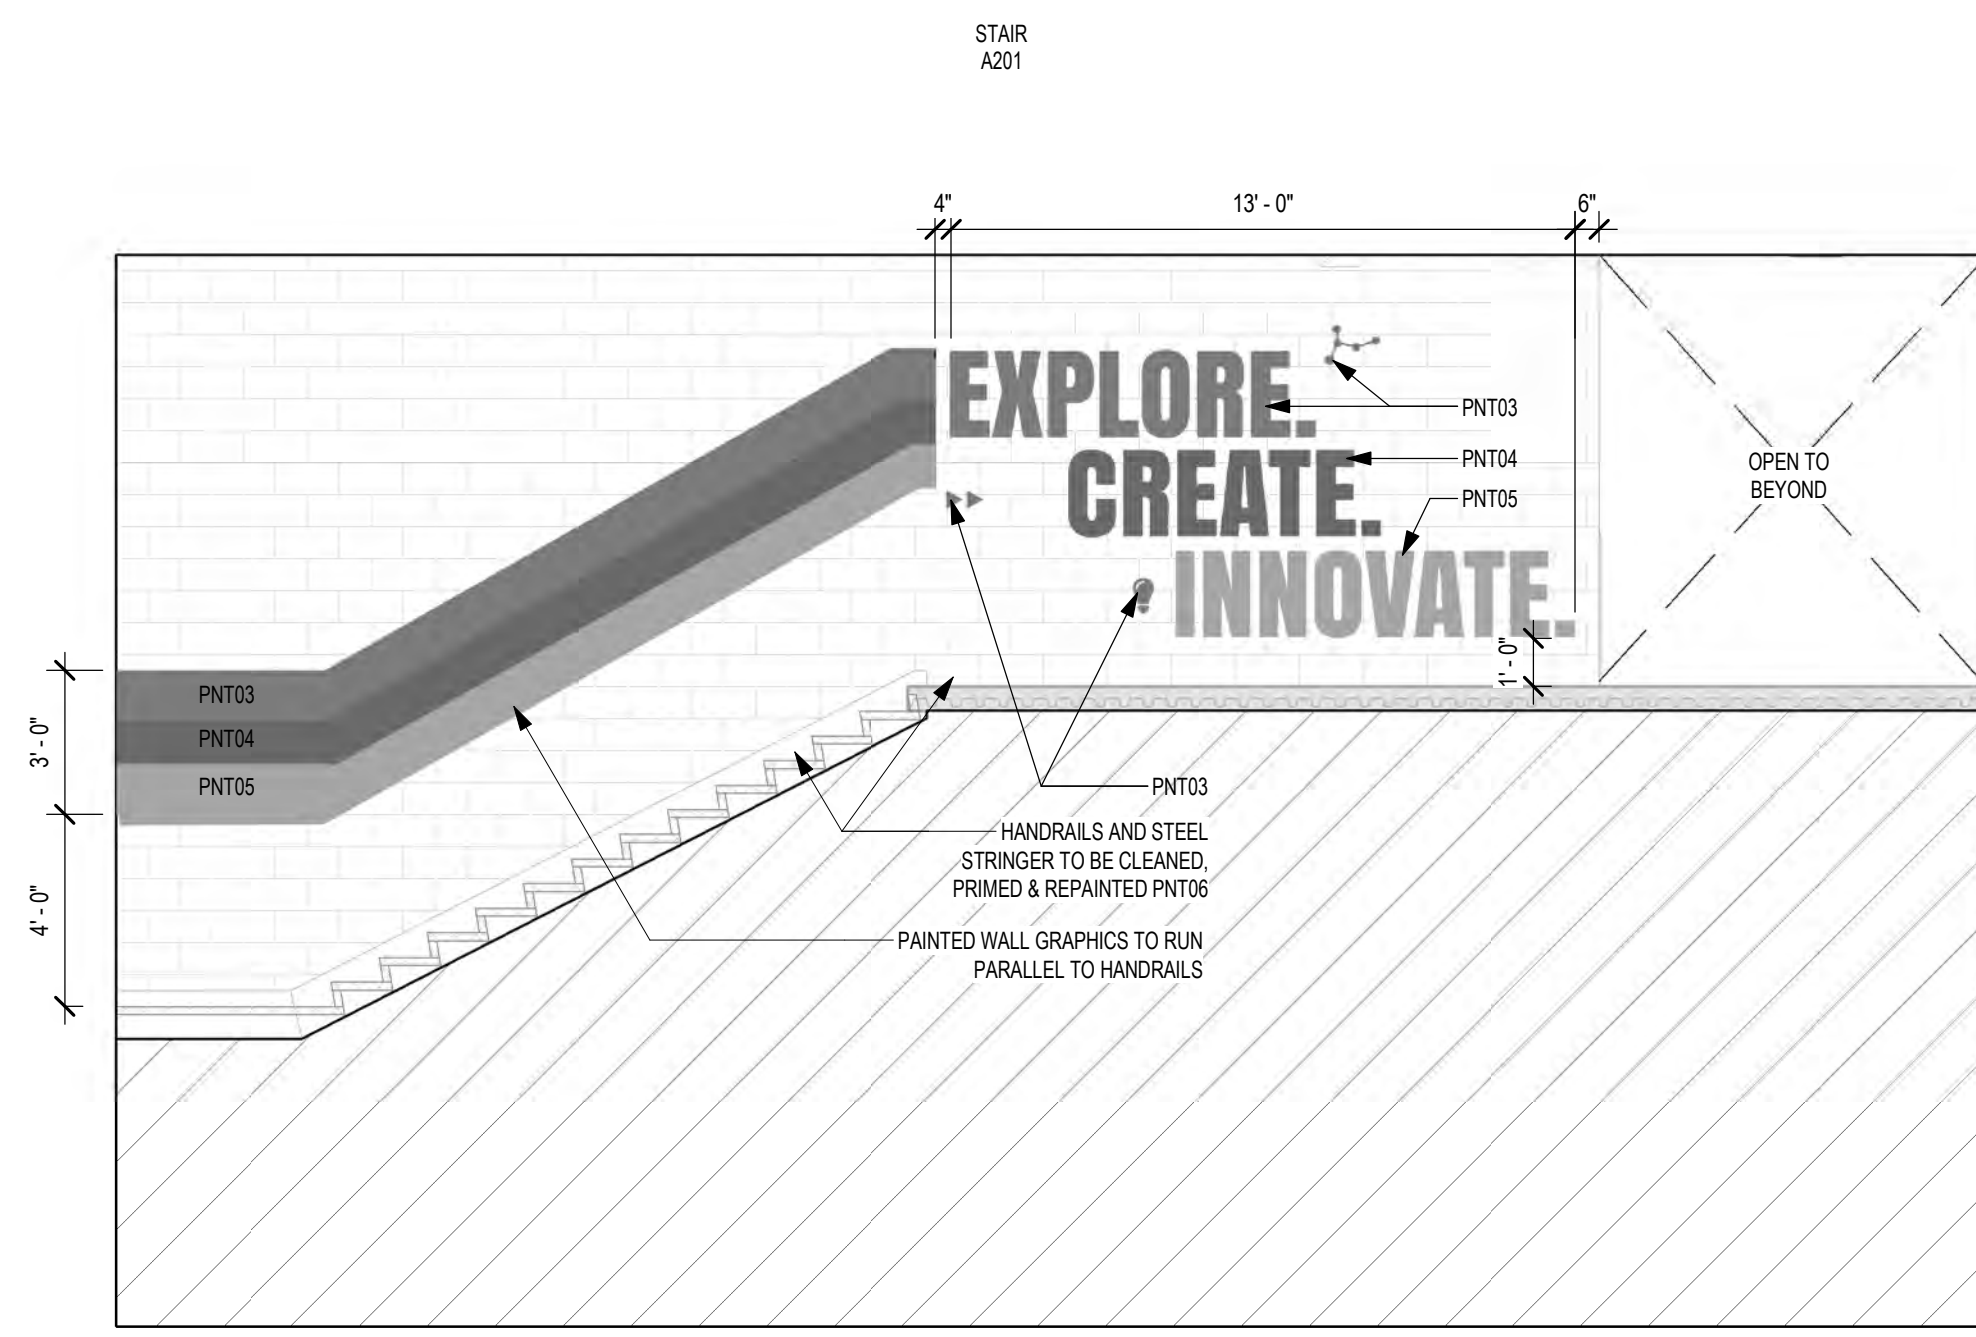 STAIR
A201
4" 13' - 0" 6"
EXPLORE.
PNT03
CREATE.
PNT04
PNT05
OPEN TO
BEYOND
INNOVATE.
1' - 0"
PNT03
PNT04
PNT05
3' - 0"
4' - 0"
PNT03
HANDRAILS AND STEEL
STRINGER TO BE CLEANED,
PRIMED & REPAINTED PNT06
PAINTED WALL GRAPHICS TO RUN
PARALLEL TO HANDRAILS